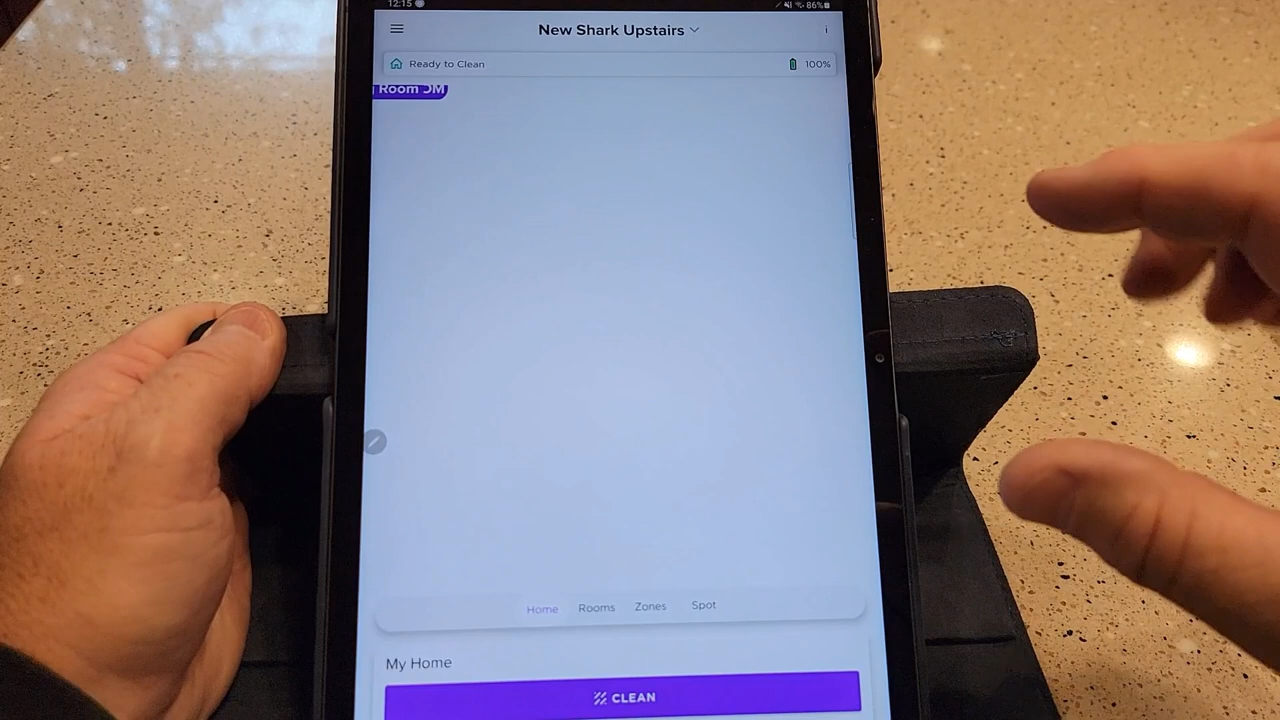 12:15
86%
New Shark Upstairs
Ready to Clean
100%
Room
Home Rooms Zones Spot
My Home
CLEAN